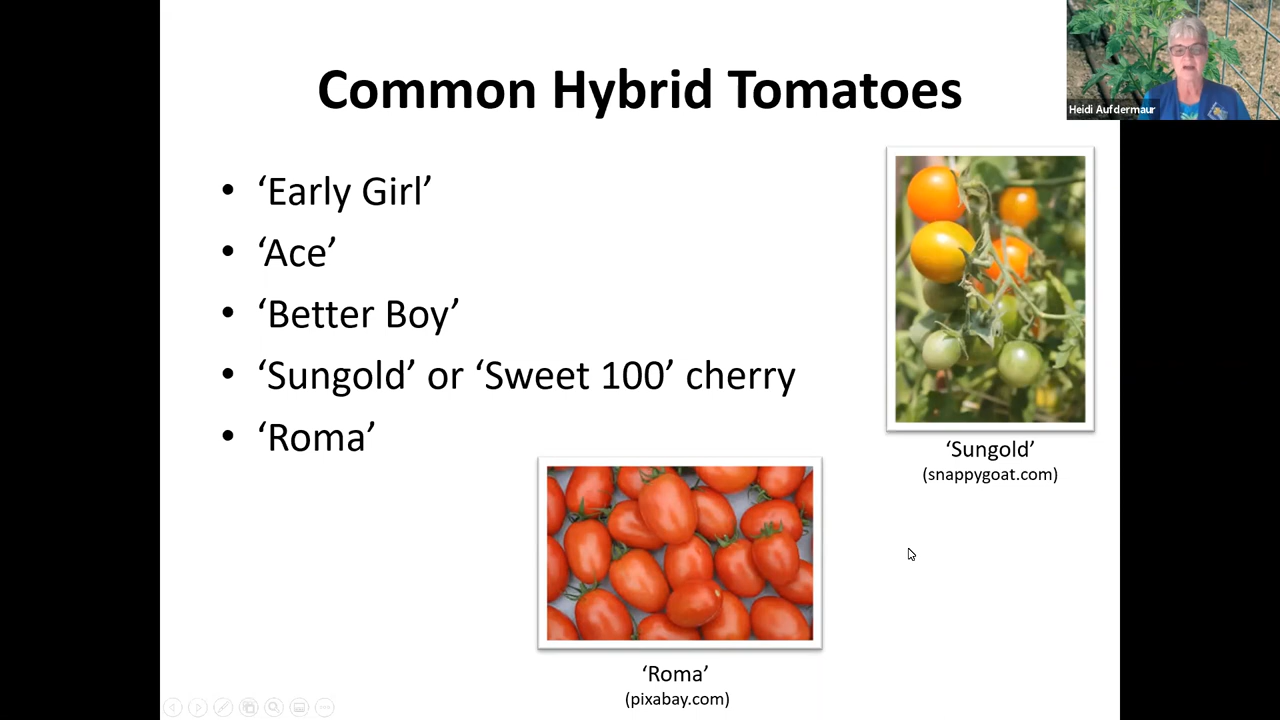 Common Hybrid Tomatoes
Heidi Aufdermaur
• ‘Early Girl’
• ‘Ace’
• ‘Better Boy’
• ‘Sungold’ or ‘Sweet 100’ cherry
• ‘Roma’
‘Sungold’
(snappygoat.com)
‘Roma’
(pixabay.com)